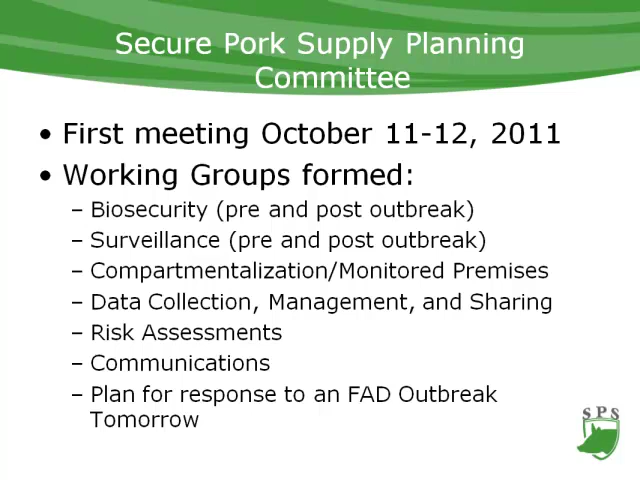 Secure Pork Supply Planning
Committee
• First meeting October 11-12, 2011
• Working Groups formed:
– Biosecurity (pre and post outbreak)
– Surveillance (pre and post outbreak)
– Compartmentalization/Monitored Premises
– Data Collection, Management, and Sharing
– Risk Assessments
– Communications
– Plan for response to an FAD Outbreak
Tomorrow
SPS